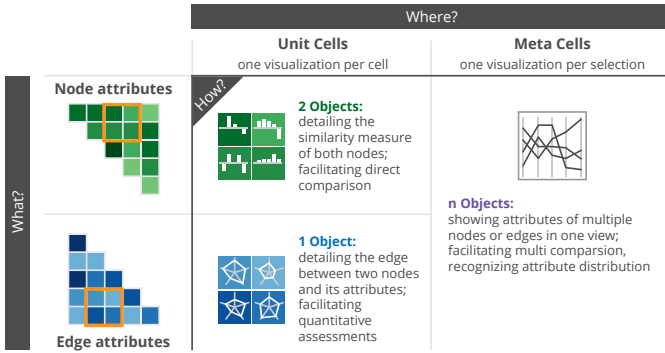 Where?
Unit Cells
one visualization per cell
Meta Cells
one visualization per selection
What?
How?
Node attributes
2 Objects:
detailing the
similarity measure
of both nodes;
facilitating direct
comparison
Edge attributes
1 Object:
detailing the edge
between two nodes
and its attributes;
facilitating
quantitative
assessments
n Objects:
showing attributes of multiple
nodes or edges in one view;
facilitating multi comparsion,
recognizing attribute distribution